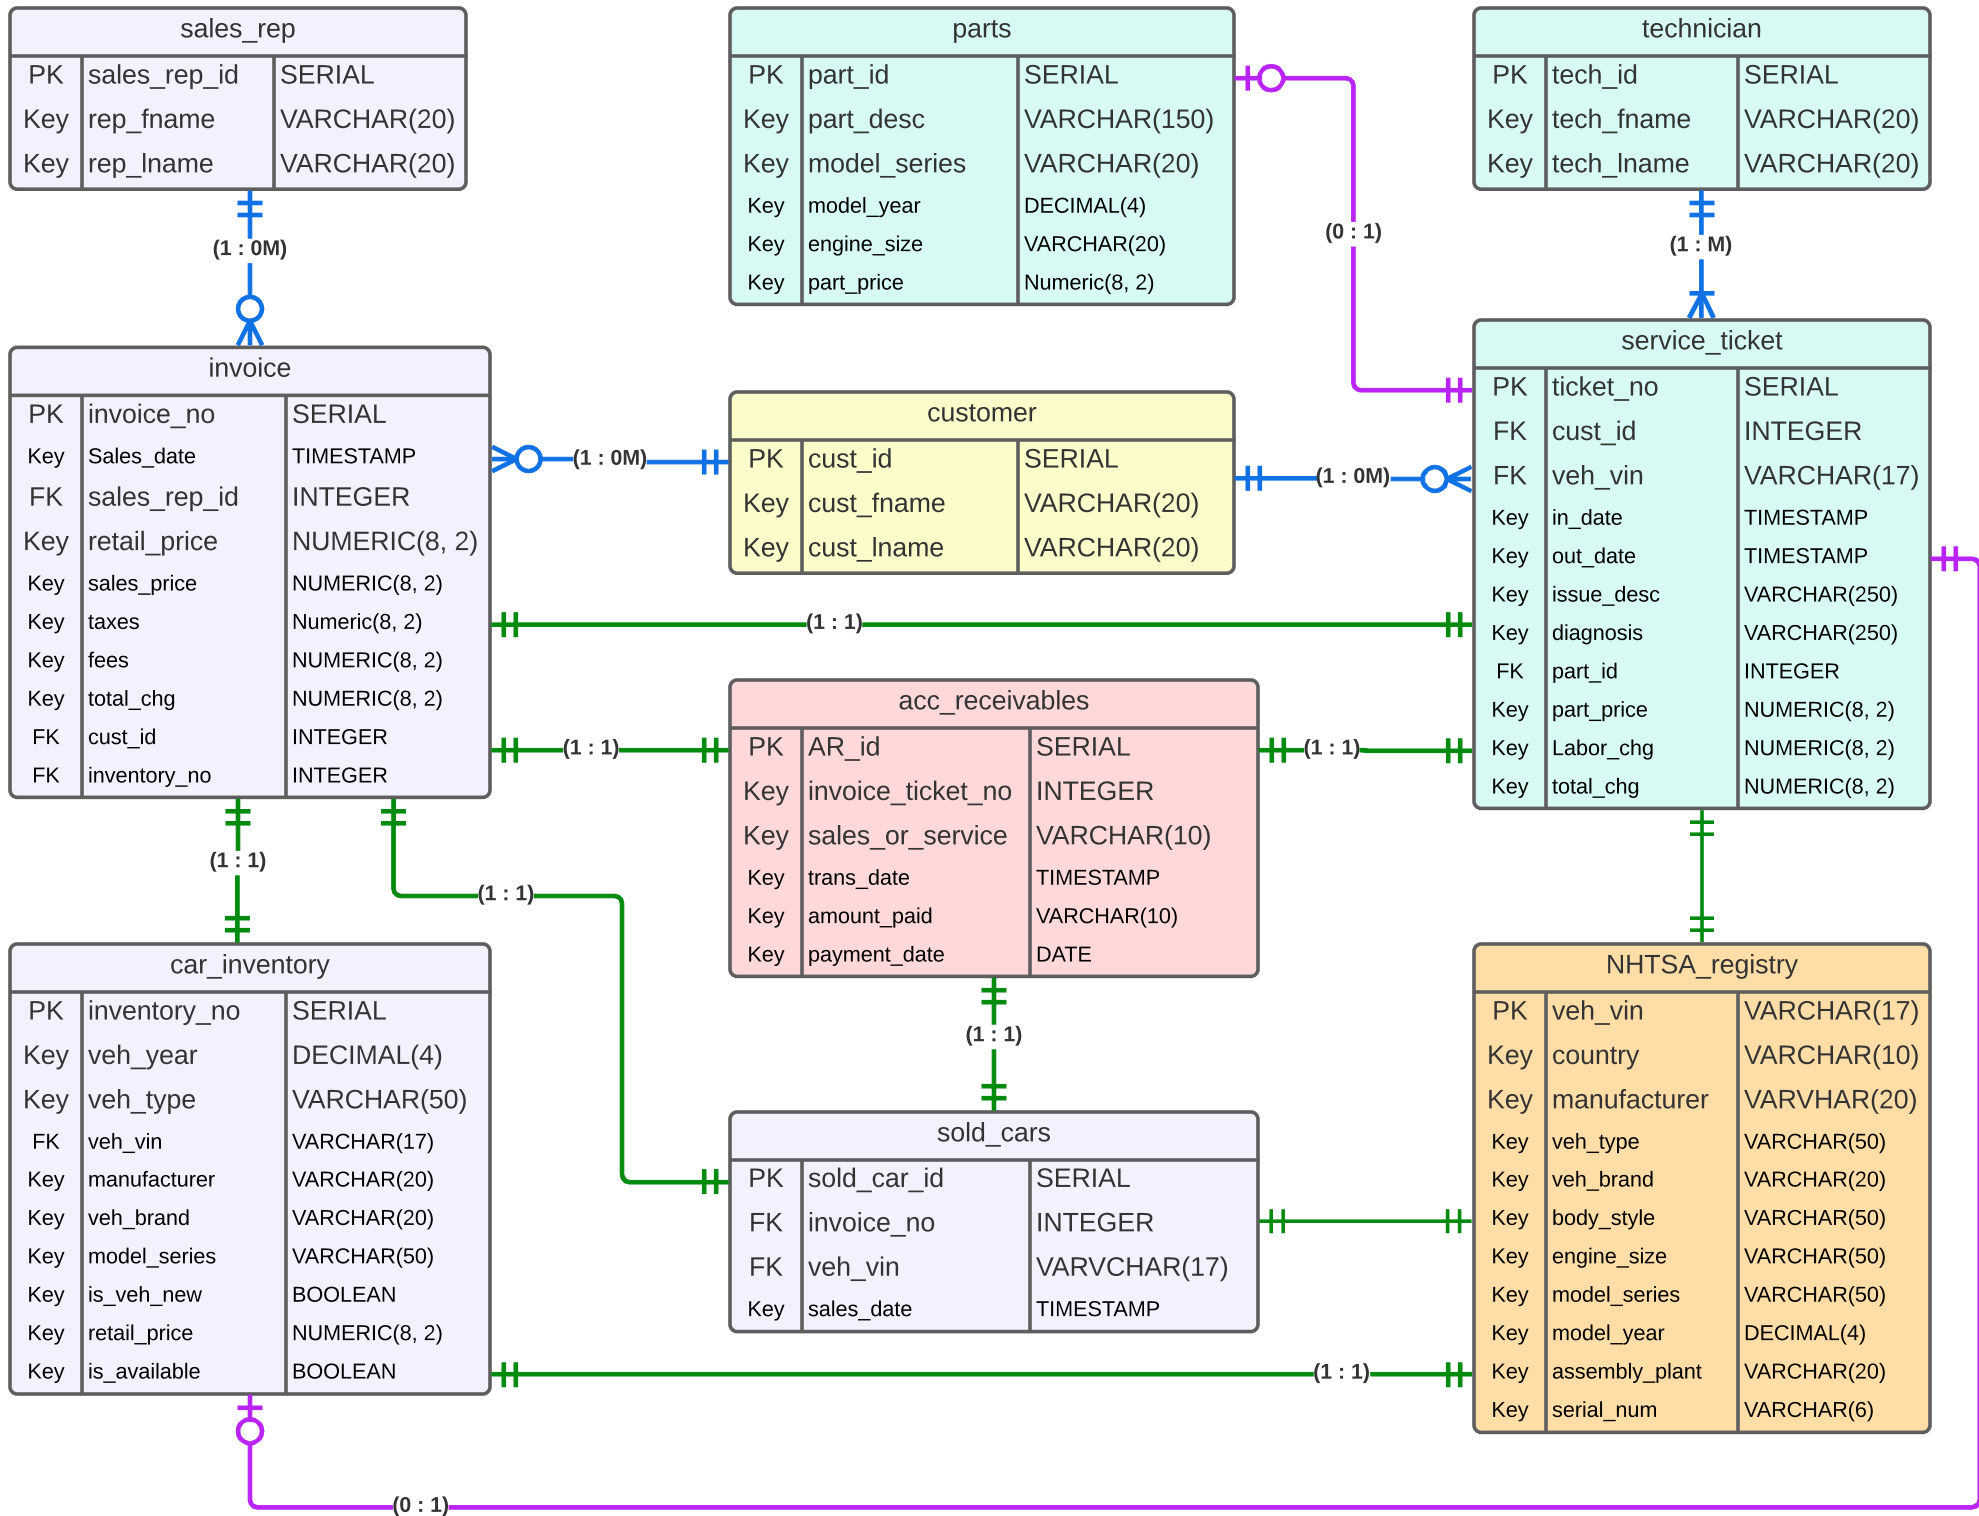 sales_rep
PK sales_rep_id SERIAL
Key rep_fname VARCHAR(20)
Key rep_lname VARCHAR(20)
(1 : 0M)
parts
PK part_id SERIAL
Key part_desc VARCHAR(150)
Key model_series VARCHAR(20)
Key model_year DECIMAL(4)
Key engine_size VARCHAR(20)
Key part_price Numeric(8, 2)
(0 : 1)
technician
PK tech_id SERIAL
Key tech_fname VARCHAR(20)
Key tech_lname VARCHAR(20)
(1 : M)
invoice
PK invoice_no SERIAL
Key Sales_date TIMESTAMP
FK sales_rep_id INTEGER
Key retail_price NUMERIC(8, 2)
Key sales_price NUMERIC(8, 2)
Key taxes Numeric(8, 2)
Key fees NUMERIC(8, 2)
Key total_chg NUMERIC(8, 2)
FK cust_id INTEGER
FK inventory_no INTEGER
(1 : 0M)
customer
PK cust_id SERIAL
Key cust_fname VARCHAR(20)
Key cust_lname VARCHAR(20)
(1 : 0M)
(1 : 1)
service_ticket
PK ticket_no SERIAL
FK cust_id INTEGER
FK veh_vin VARCHAR(17)
Key in_date TIMESTAMP
Key out_date TIMESTAMP
Key issue_desc VARCHAR(250)
Key diagnosis VARCHAR(250)
FK part_id INTEGER
Key part_price NUMERIC(8, 2)
Key Labor_chg NUMERIC(8, 2)
Key total_chg NUMERIC(8, 2)
(1 : 1)
acc_receivables
PK AR_id SERIAL
Key invoice_ticket_no INTEGER
Key sales_or_service VARCHAR(10)
Key trans_date TIMESTAMP
Key amount_paid VARCHAR(10)
Key payment_date DATE
(1 : 1)
(1 : 1)
(1 : 1)
(1 : 1)
car_inventory
PK inventory_no SERIAL
Key veh_year DECIMAL(4)
Key veh_type VARCHAR(50)
FK veh_vin VARCHAR(17)
Key manufacturer VARCHAR(20)
Key veh_brand VARCHAR(20)
Key model_series VARCHAR(50)
Key is_veh_new BOOLEAN
Key retail_price NUMERIC(8, 2)
Key is_available BOOLEAN
sold_cars
PK sold_car_id SERIAL
FK invoice_no INTEGER
FK veh_vin VARVCHAR(17)
Key sales_date TIMESTAMP
NHTSA_registry
PK veh_vin VARCHAR(17)
Key country VARCHAR(10)
Key manufacturer VARVHAR(20)
Key veh_type VARCHAR(50)
Key veh_brand VARCHAR(20)
Key body_style VARCHAR(50)
Key engine_size VARCHAR(50)
Key model_series VARCHAR(50)
Key model_year DECIMAL(4)
Key assembly_plant VARCHAR(20)
Key serial_num VARCHAR(6)
(1 : 1)
(0 : 1)